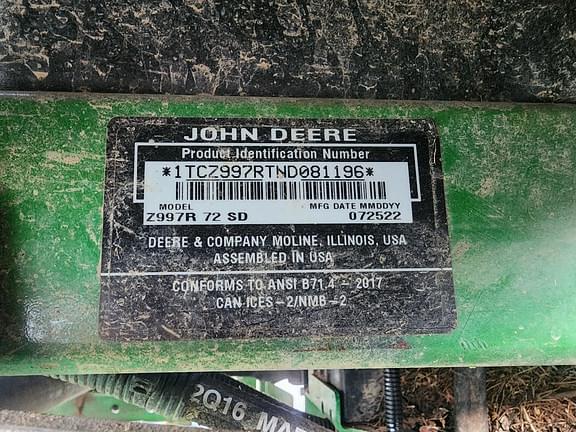 JOHN DEERE
Product Identification Number
*1TCZ997RTND081196*
MODEL MFG DATE MMDDYY
Z997R 72 SD 072522
DEERE & COMPANY MOLINE, ILLINOIS, USA
ASSEMBLED IN USA
CONFORMS TO ANSI B71.4 - 2017
CAN ICES-2/NMB-2
2Q16